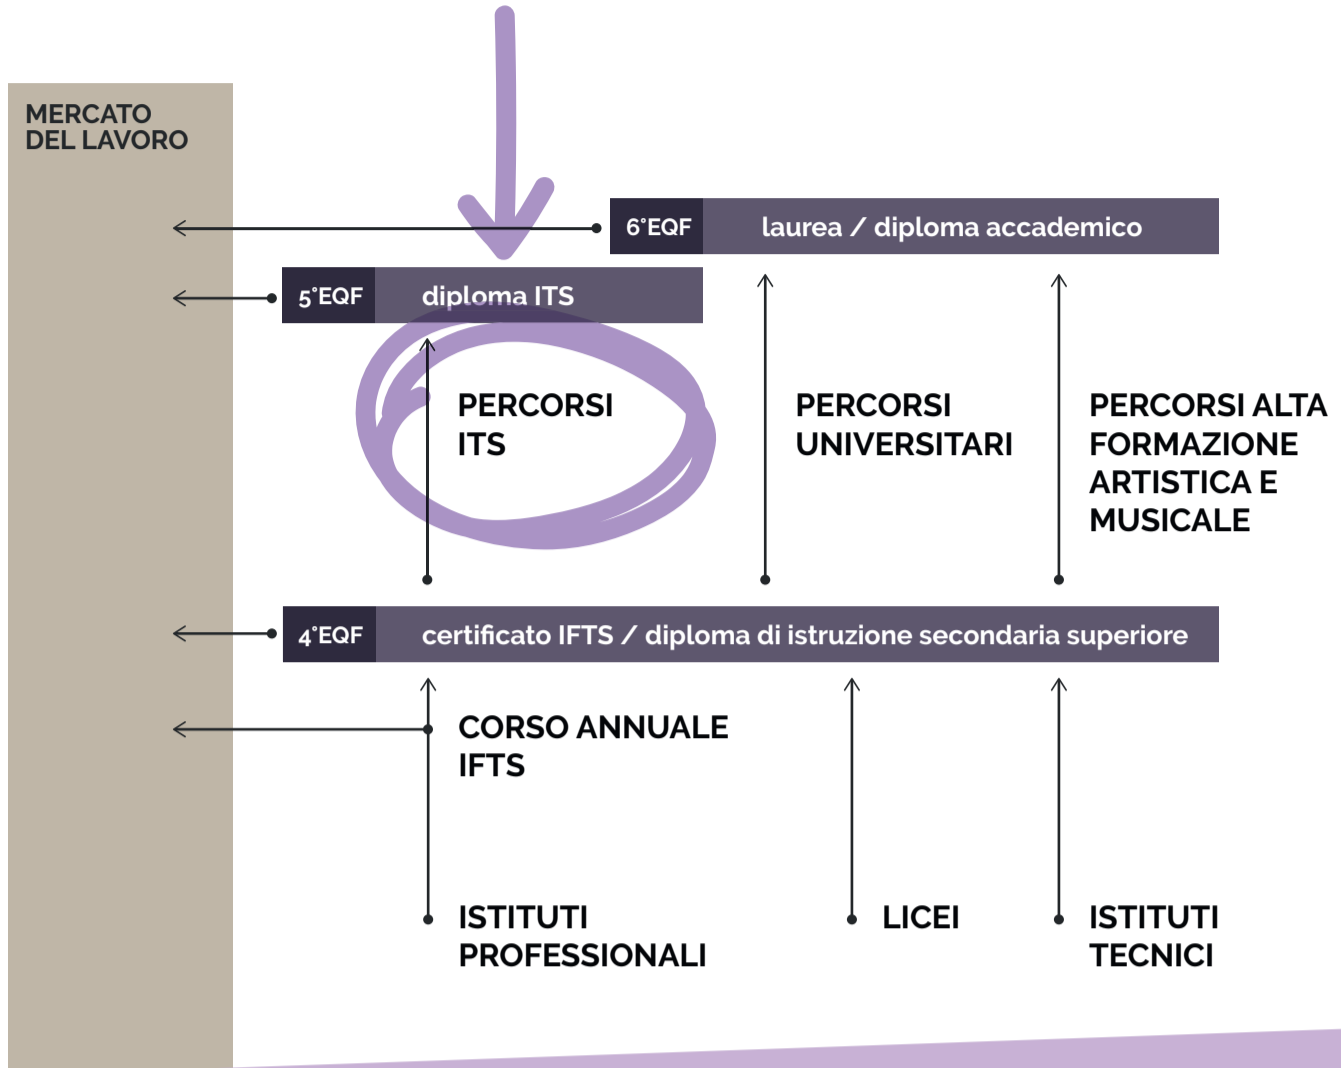 MERCATO
DEL LAVORO
6°EQF laurea / diploma accademico
5°EQF diploma ITS
PERCORSI
ITS
PERCORSI
UNIVERSITARI
PERCORSI ALTA
FORMAZIONE
ARTISTICA E
MUSICALE
4°EQF certificato IFTS / diploma di istruzione secondaria superiore
CORSO ANNUALE
IFTS
ISTITUTI
PROFESSIONALI
LICEI
ISTITUTI
TECNICI